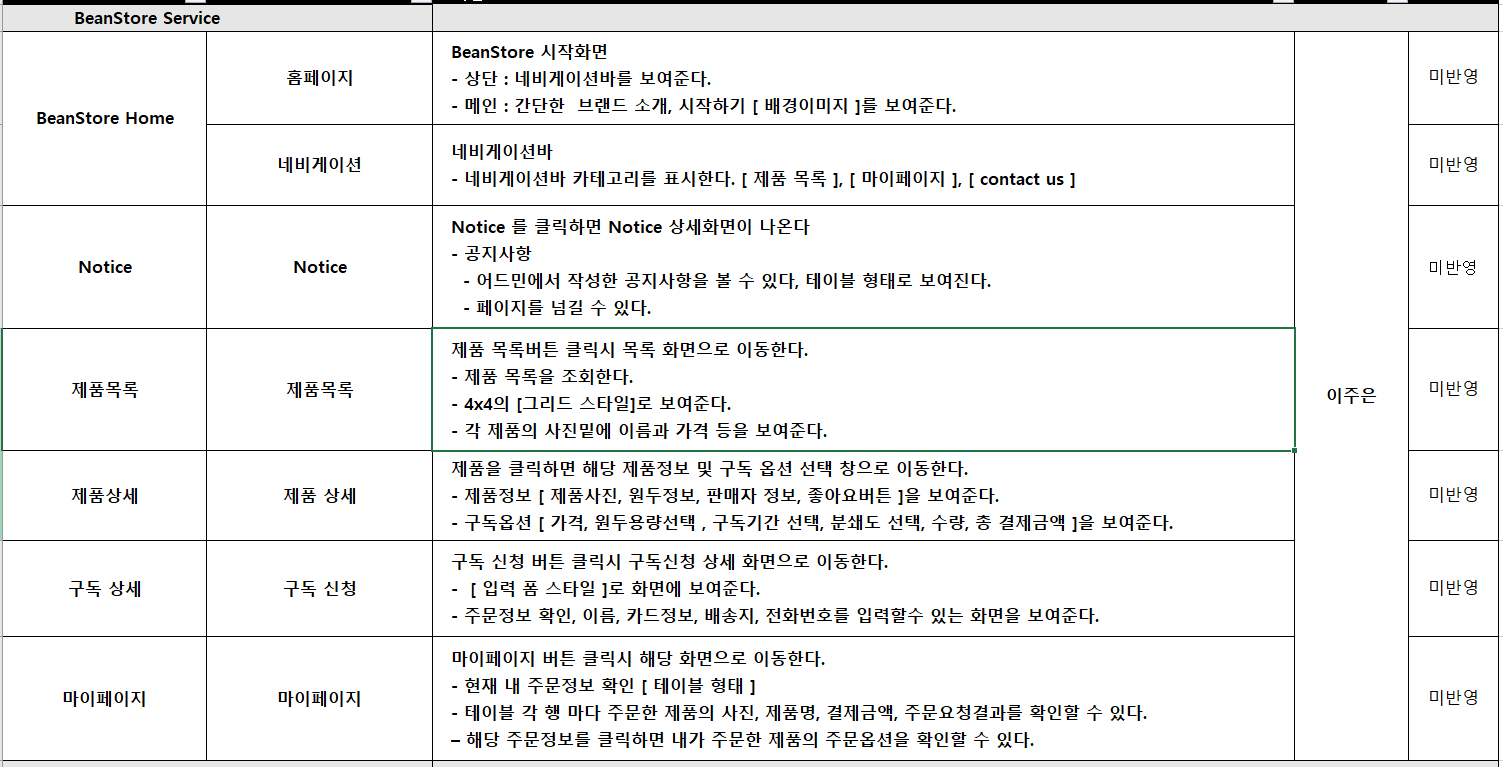 BeanStore Service
BeanStore Home
홈페이지
BeanStore 시작화면
- 상단 : 네비게이션바를 보여준다.
- 메인 : 간단한 브랜드 소개, 시작하기 [ 배경이미지 ]를 보여준다.
미반영
네비게이션
네비게이션바
- 네비게이션바 카테고리를 표시한다. [ 제품 목록 ], [ 마이페이지 ], [ contact us ]
미반영
Notice
Notice
Notice 를 클릭하면 Notice 상세화면이 나온다
- 공지사항
- 어드민에서 작성한 공지사항을 볼 수 있다, 테이블 형태로 보여진다.
- 페이지를 넘길 수 있다.
미반영
제품목록
제품목록
제품 목록버튼 클릭시 목록 화면으로 이동한다.
- 제품 목록을 조회한다.
- 4x4의 [그리드 스타일]로 보여준다.
- 각 제품의 사진밑에 이름과 가격 등을 보여준다.
이주은
미반영
제품상세
제품 상세
제품을 클릭하면 해당 제품정보 및 구독 옵션 선택 창으로 이동한다.
- 제품정보 [ 제품사진, 원두정보, 판매자 정보, 좋아요버튼 ]을 보여준다.
- 구독옵션 [ 가격, 원두용량선택 , 구독기간 선택, 분쇄도 선택, 수량, 총 결제금액 ]을 보여준다.
미반영
구독 상세
구독 신청
구독 신청 버튼 클릭시 구독신청 상세 화면으로 이동한다.
- [ 입력 폼 스타일 ]로 화면에 보여준다.
- 주문정보 확인, 이름, 카드정보, 배송지, 전화번호를 입력할수 있는 화면을 보여준다.
미반영
마이페이지
마이페이지
마이페이지 버튼 클릭시 해당 화면으로 이동한다.
- 현재 내 주문정보 확인 [ 테이블 형태 ]
- 테이블 각 행 마다 주문한 제품의 사진, 제품명, 결제금액, 주문요청결과를 확인할 수 있다.
– 해당 주문정보를 클릭하면 내가 주문한 제품의 주문옵션을 확인할 수 있다.
미반영